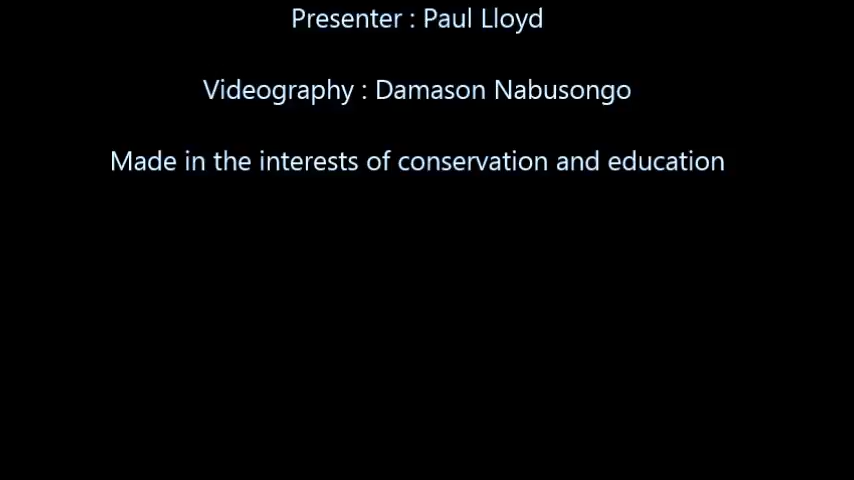 Presenter : Paul Lloyd
Videography : Damason Nabusongo
Made in the interests of conservation and education